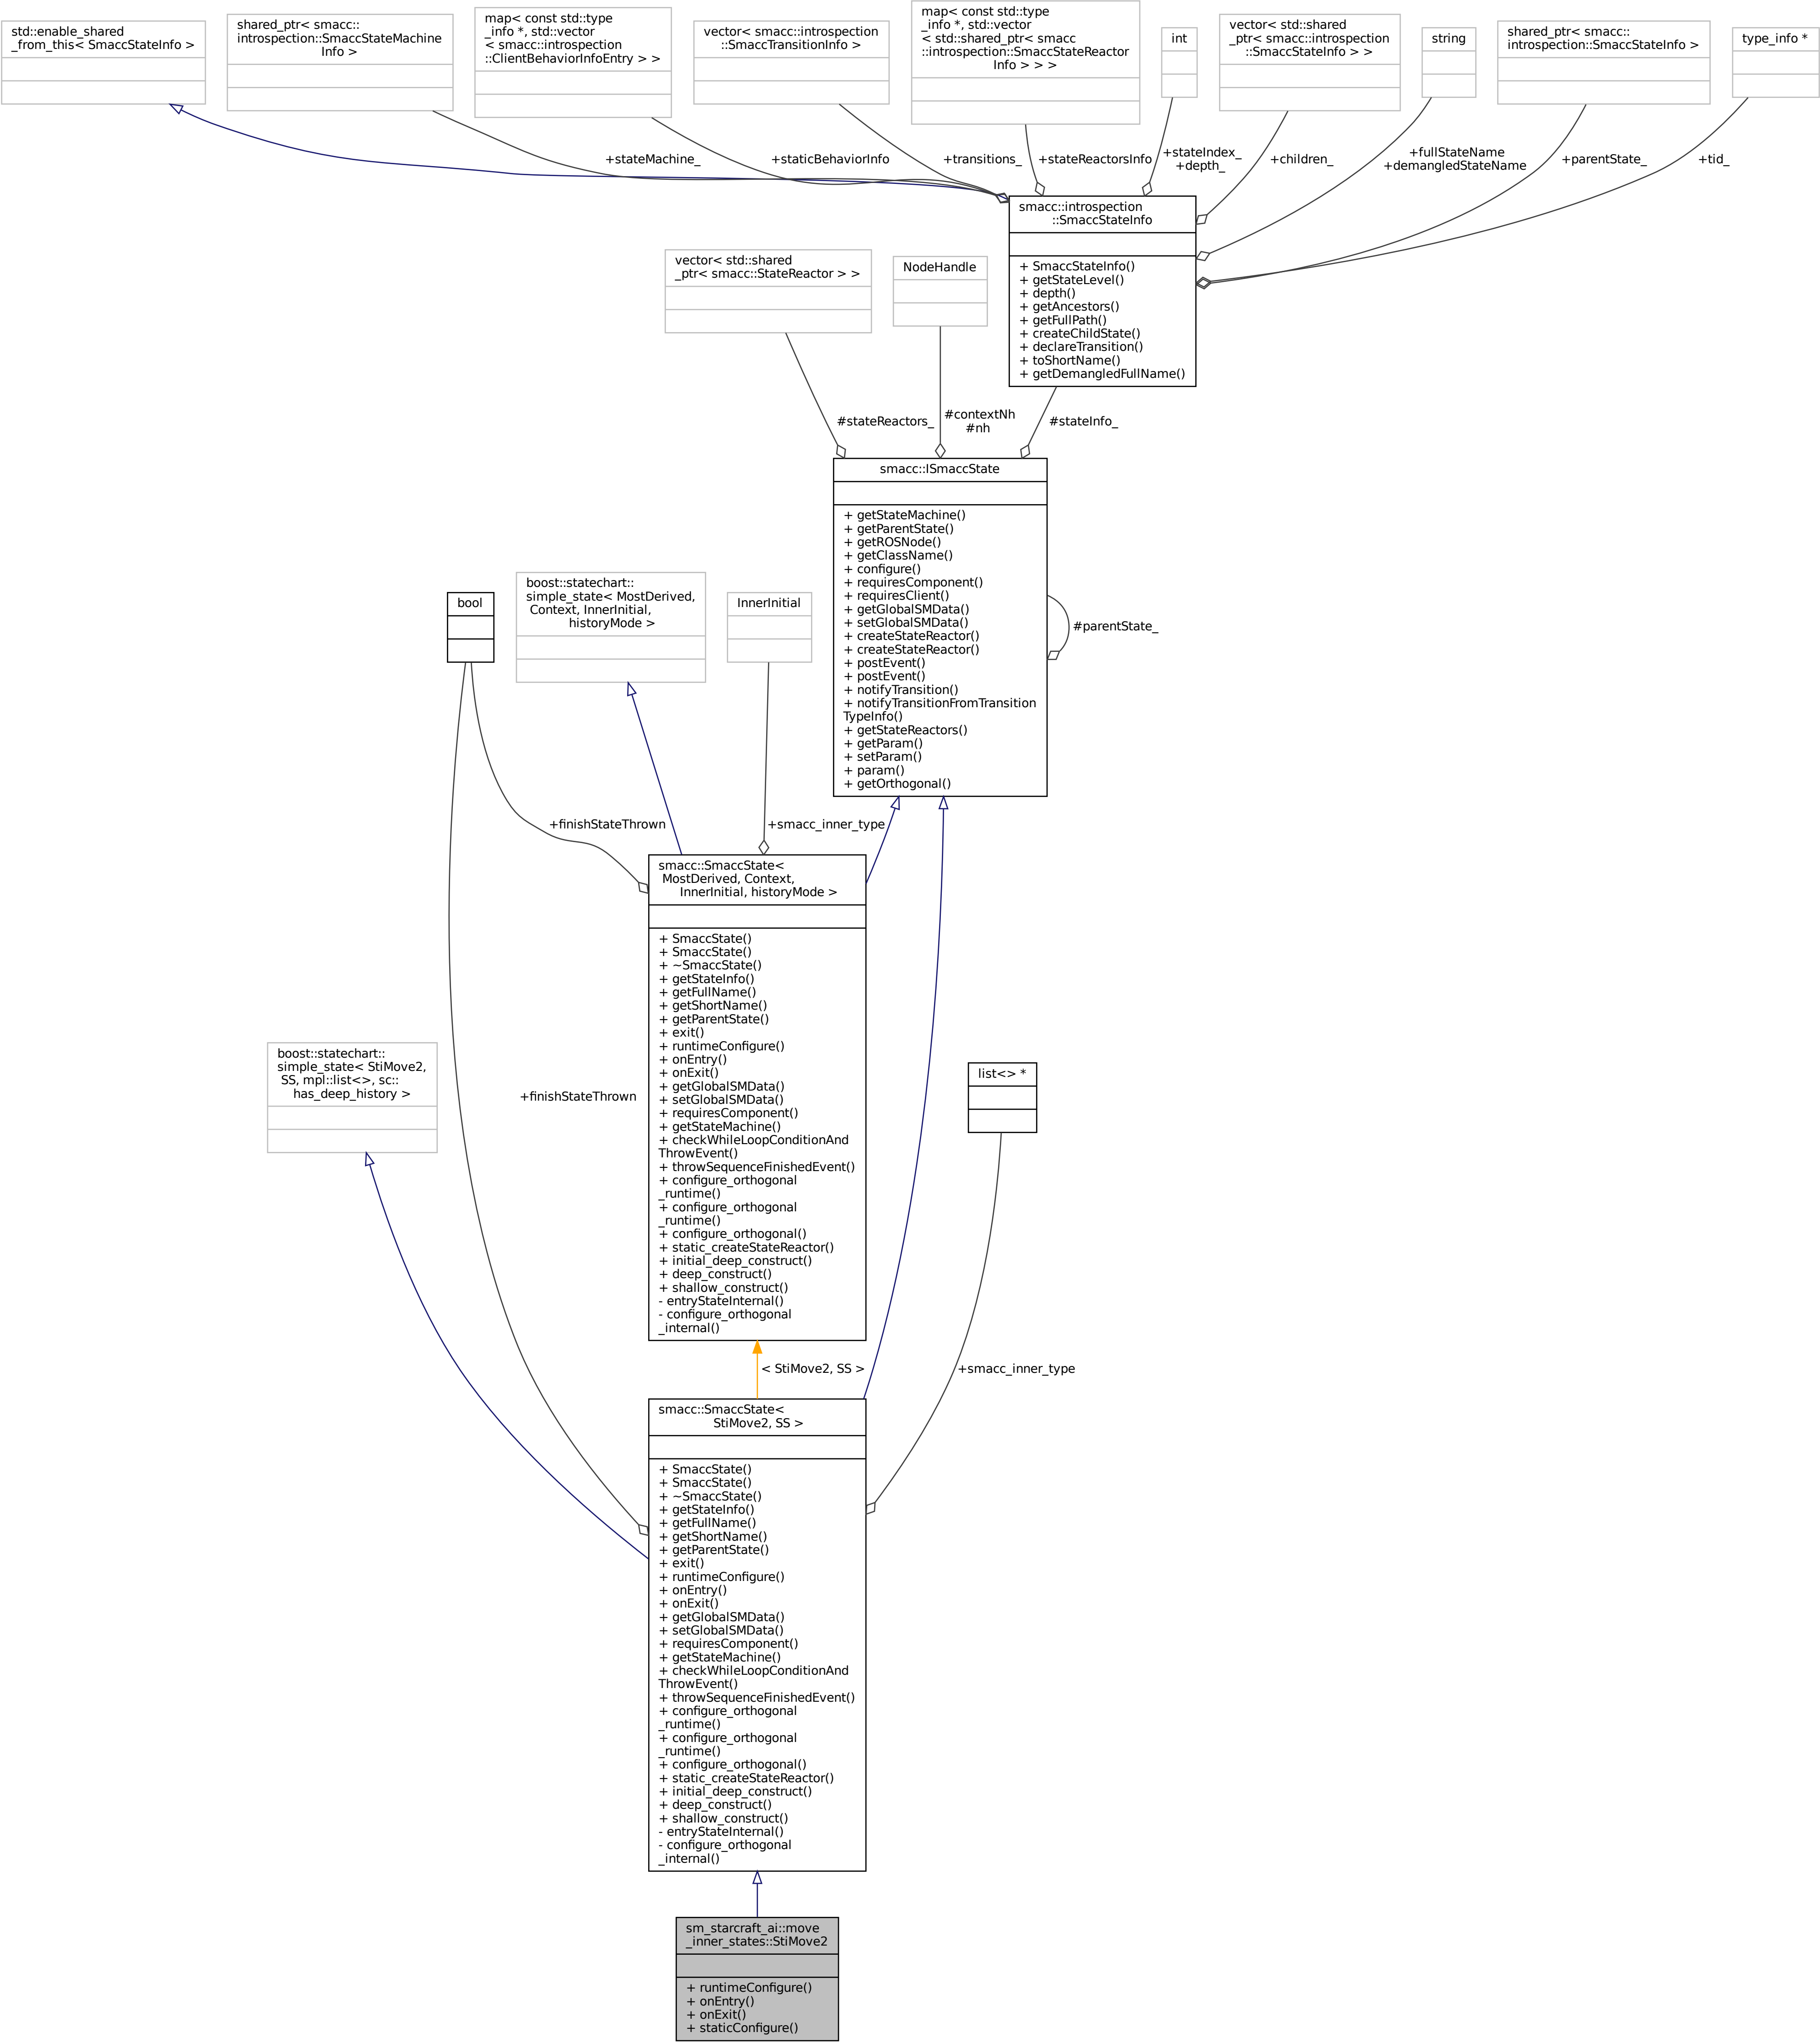 std::enable_shared
_from_this< SmaccStateInfo >
shared_ptr< smacc::
introspection::SmaccStateMachine
Info >
map< const std::type
_info *, std::vector
< smacc::introspection
::ClientBehaviorInfoEntry > >
vector< smacc::introspection
::SmaccTransitionInfo >
map< const std::type
_info *, std::vector
< std::shared_ptr< smacc
::introspection::SmaccStateReactor
Info > > >
int
vector< std::shared
_ptr< smacc::introspection
::SmaccStateInfo > >
string
shared_ptr< smacc::
introspection::SmaccStateInfo >
type_info *
+stateMachine_
+staticBehaviorInfo
+transitions_
+stateReactorsInfo
+stateIndex_
+depth_
+children_
+fullStateName
+demangledStateName
+parentState_
+tid_
smacc::introspection
::SmaccStateInfo
+ SmaccStateInfo()
+ getStateLevel()
+ depth()
+ getAncestors()
+ getFullPath()
+ createChildState()
+ declareTransition()
+ toShortName()
+ getDemangledFullName()
vector< std::shared
_ptr< smacc::StateReactor > >
NodeHandle
#stateReactors_
#contextNh
#nh
#stateInfo_
smacc::ISmaccState
+ getStateMachine()
+ getParentState()
+ getROSNode()
+ getClassName()
+ configure()
+ requiresComponent()
+ requiresClient()
+ getGlobalSMData()
+ setGlobalSMData()
+ createStateReactor()
+ createStateReactor()
+ postEvent()
+ postEvent()
+ notifyTransition()
+ notifyTransitionFromTransition
TypeInfo()
+ getStateReactors()
+ getParam()
+ setParam()
+ param()
+ getOrthogonal()
#parentState_
bool
boost::statechart::
simple_state< MostDerived,
Context, InnerInitial,
historyMode >
InnerInitial
+finishStateThrown
+smacc_inner_type
smacc::SmaccState<
MostDerived, Context,
InnerInitial, historyMode >
+ SmaccState()
+ SmaccState()
+ ~SmaccState()
+ getStateInfo()
+ getFullName()
+ getShortName()
+ getParentState()
+ exit()
+ runtimeConfigure()
+ onEntry()
+ onExit()
+ getGlobalSMData()
+ setGlobalSMData()
+ requiresComponent()
+ getStateMachine()
+ checkWhileLoopConditionAnd
ThrowEvent()
+ throwSequenceFinishedEvent()
+ configure_orthogonal
_runtime()
+ configure_orthogonal
_runtime()
+ configure_orthogonal()
+ static_createStateReactor()
+ initial_deep_construct()
+ deep_construct()
+ shallow_construct()
- entryStateInternal()
- configure_orthogonal
_internal()
boost::statechart::
simple_state< StiMove2,
SS, mpl::list<>, sc::
has_deep_history >
+finishStateThrown
list<> *
< StiMove2, SS >
+smacc_inner_type
smacc::SmaccState<
StiMove2, SS >
+ SmaccState()
+ SmaccState()
+ ~SmaccState()
+ getStateInfo()
+ getFullName()
+ getShortName()
+ getParentState()
+ exit()
+ runtimeConfigure()
+ onEntry()
+ onExit()
+ getGlobalSMData()
+ setGlobalSMData()
+ requiresComponent()
+ getStateMachine()
+ checkWhileLoopConditionAnd
ThrowEvent()
+ throwSequenceFinishedEvent()
+ configure_orthogonal
_runtime()
+ configure_orthogonal
_runtime()
+ configure_orthogonal()
+ static_createStateReactor()
+ initial_deep_construct()
+ deep_construct()
+ shallow_construct()
- entryStateInternal()
- configure_orthogonal
_internal()
sm_starcraft_ai::move
_inner_states::StiMove2
+ runtimeConfigure()
+ onEntry()
+ onExit()
+ staticConfigure()